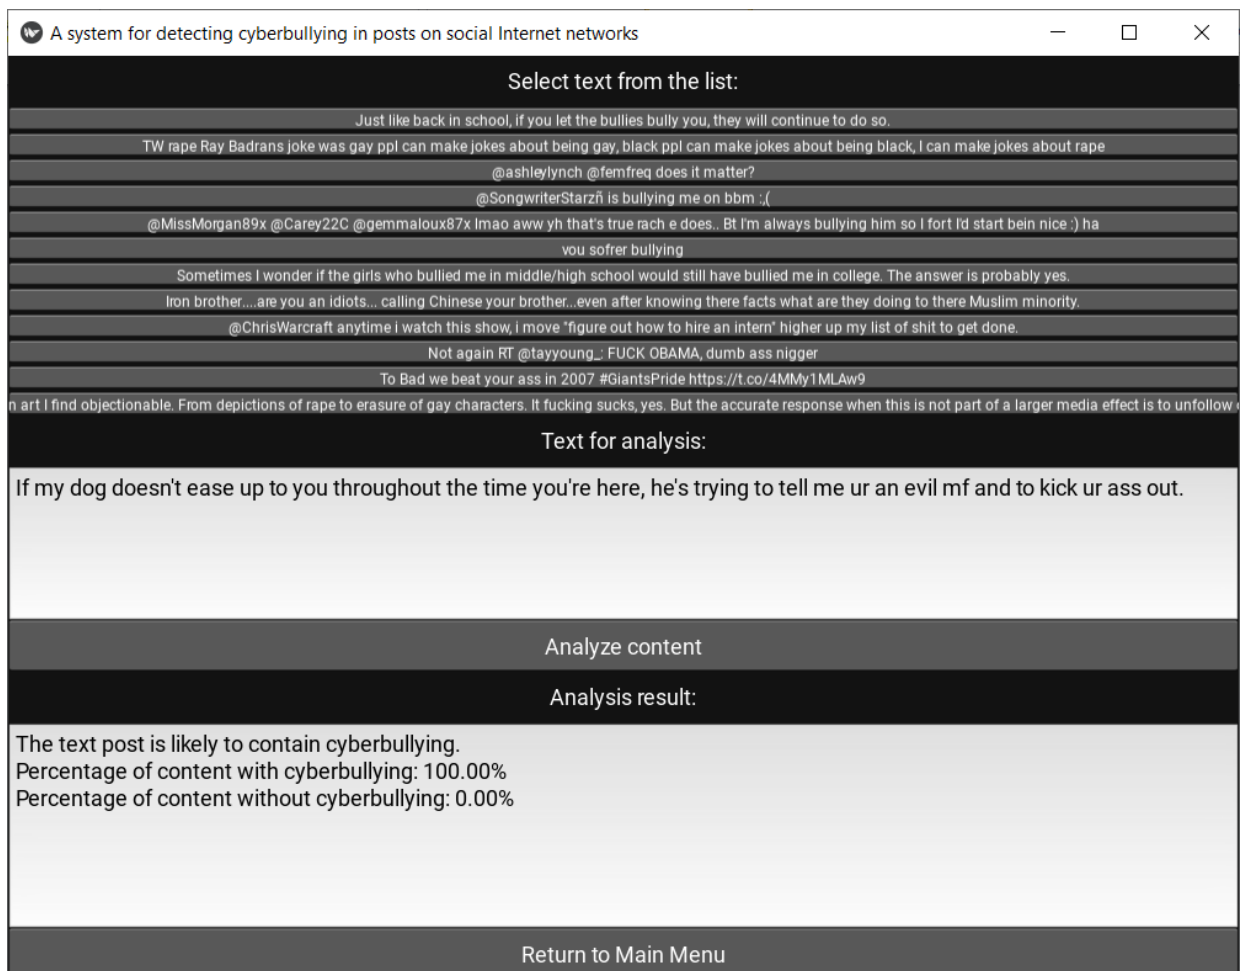 A system for detecting cyberbullying in posts on social Internet networks
Select text from the list:
Just like back in school, if you let the bullies bully you, they will continue to do so.
TW rape Ray Badrans joke was gay ppl can make jokes about being gay, black ppl can make jokes about being black, I can make jokes about rape
@ashleylynch @femfreq does it matter?
@SongwriterStarzñ is bullying me on bbm :,(
@MissMorgan89x @Carey22C @gemmaloux87x lmao aww yh that's true rach e does.. Bt I'm always bullying him so I fort I'd start bein nice :) ha
vou sofrer bullying
Sometimes I wonder if the girls who bullied me in middle/high school would still have bullied me in college. The answer is probably yes.
Iron brother....are you an idiots... calling Chinese your brother...even after knowing there facts what are they doing to there Muslim minority.
@ChrisWarcraft anytime i watch this show, i move "figure out how to hire an intern" higher up my list of shit to get done.
Not again RT @tayyoung_: FUCK OBAMA, dumb ass nigger
To Bad we beat your ass in 2007 #GiantsPride https://t.co/4MMy1MLAw9
n art I find objectionable. From depictions of rape to erasure of gay characters. It fucking sucks, yes. But the accurate response when this is not part of a larger media effect is to unfollow
Text for analysis:
If my dog doesn't ease up to you throughout the time you're here, he's trying to tell me ur an evil mf and to kick ur ass out.
Analyze content
Analysis result:
The text post is likely to contain cyberbullying.
Percentage of content with cyberbullying: 100.00%
Percentage of content without cyberbullying: 0.00%
Return to Main Menu